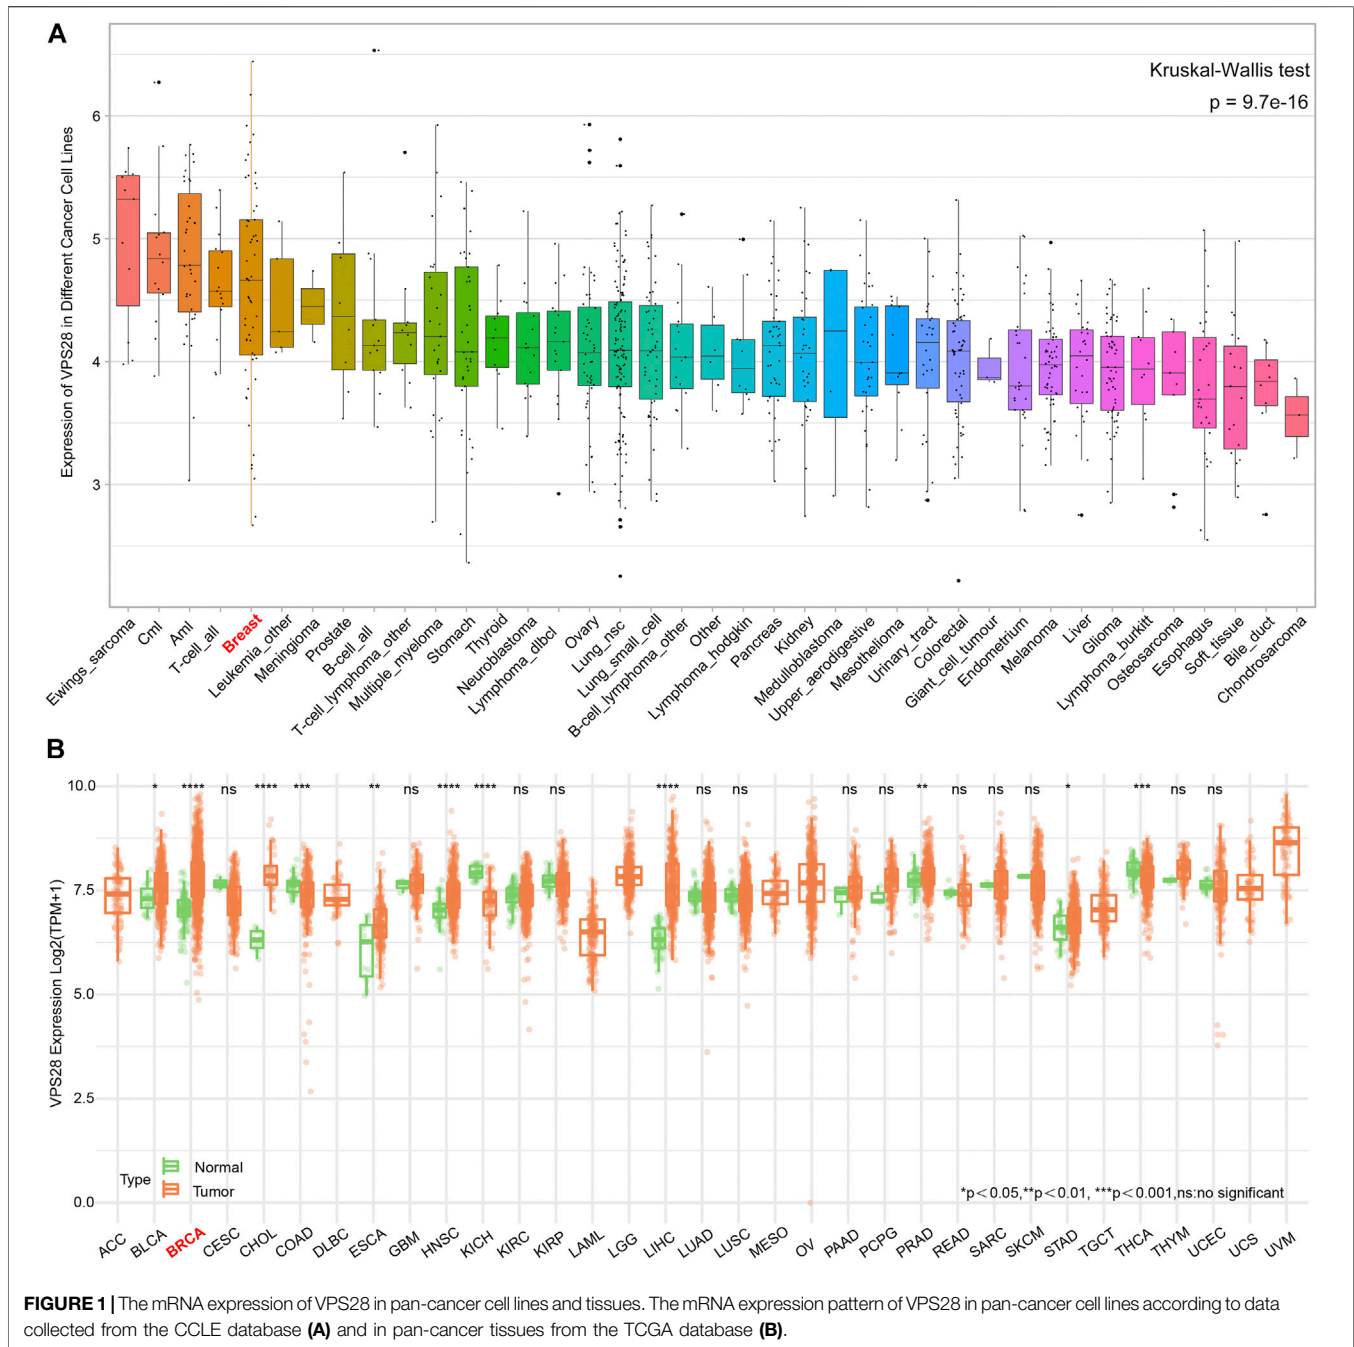 A
Kruskal-Wallis test
p = 9.7e-16
Expression of VPS28 in Different Cancer Cell Lines
6
5
4
3
Ewings_sarcoma
Cml
Aml
T-cell_all
Breast
Leukemia_other
Meningioma
Prostate
B-cell_all
T-cell_lymphoma_other
Multiple_myeloma
Stomach
Thyroid
Neuroblastoma
Lymphoma_dlbcl
Ovary
Lung_nsc
Lung_small_cell
B-cell_lymphoma_other
Other
Lymphoma_hodgkin
Pancreas
Kidney
Medulloblastoma
Upper_aerodigestive
Mesothelioma
Urinary_tract
Colorectal
Giant_cell_tumour
Endometrium
Melanoma
Liver
Glioma
Lymphoma_burkitt
Osteosarcoma
Esophagus
Soft_tissue
Bile_duct
Chondrosarcoma
B
VPS28 Expression Log2(TPM+1)
10.0
7.5
5.0
2.5
0.0
* **** ns **** *** ** ns **** **** ns ns **** ns ns ns ns ** ns ns ns * *** ns ns
Type
Normal
Tumor
*p<0.05,**p<0.01, ***p<0.001,ns:no significant
ACC
BLCA
BRCA
CESC
CHOL
COAD
DLBC
ESCA
GBM
HNSC
KICH
KIRC
KIRP
LAML
LGG
LIHC
LUAD
LUSC
MESO
OV
PAAD
PCPG
PRAD
READ
SARC
SKCM
STAD
TGCT
THCA
THYM
UCEC
UCS
UVM
FIGURE 1 | The mRNA expression of VPS28 in pan-cancer cell lines and tissues. The mRNA expression pattern of VPS28 in pan-cancer cell lines according to data
collected from the CCLE database (A) and in pan-cancer tissues from the TCGA database (B).